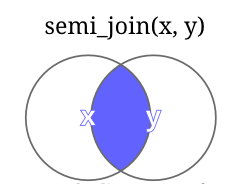 semi_join(x, y)
x y